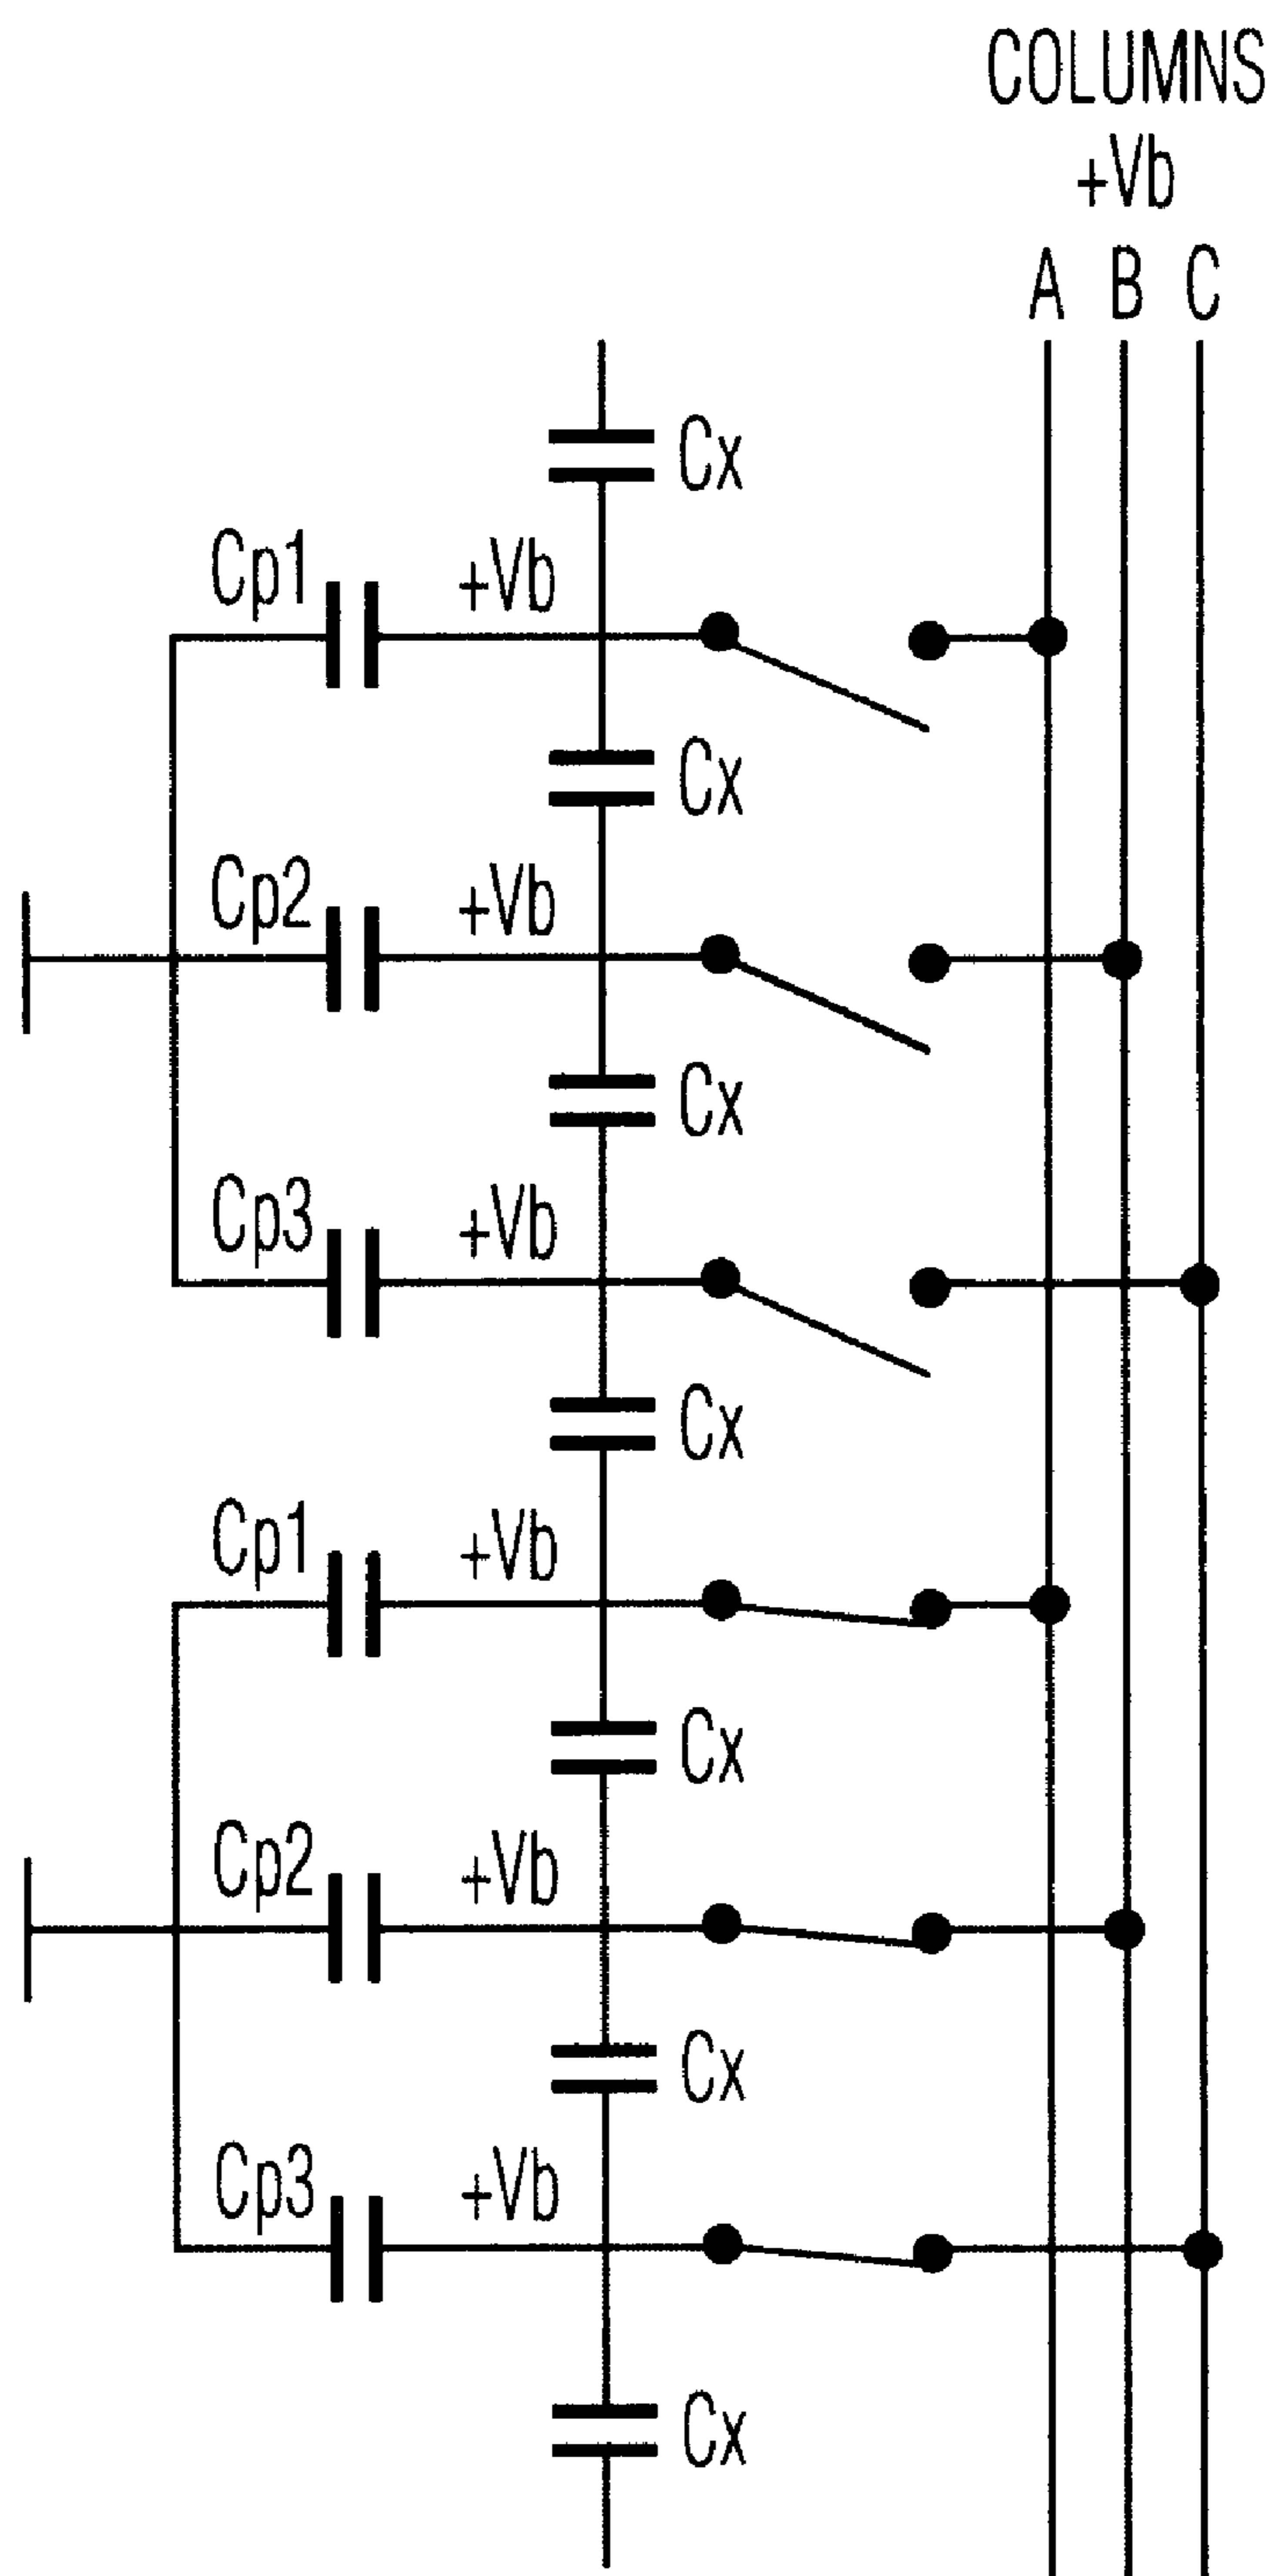 COLUMNS
+Vb
A B C
Cx
Cp1 +Vb
Cx
Cp2 +Vb
Cx
Cp3 +Vb
Cx
Cp1 +Vb
Cx
Cp2 +Vb
Cx
Cp3 +Vb
Cx